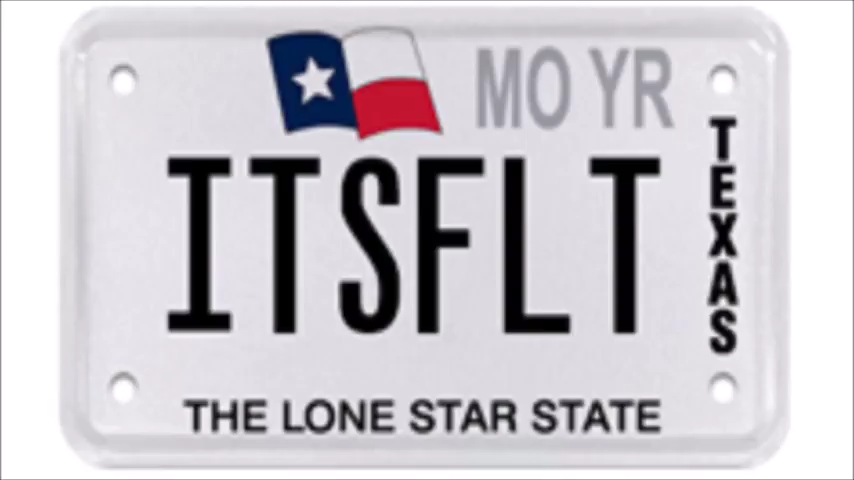 MO YR
ITSFLT
TEXAS
THE LONE STAR STATE